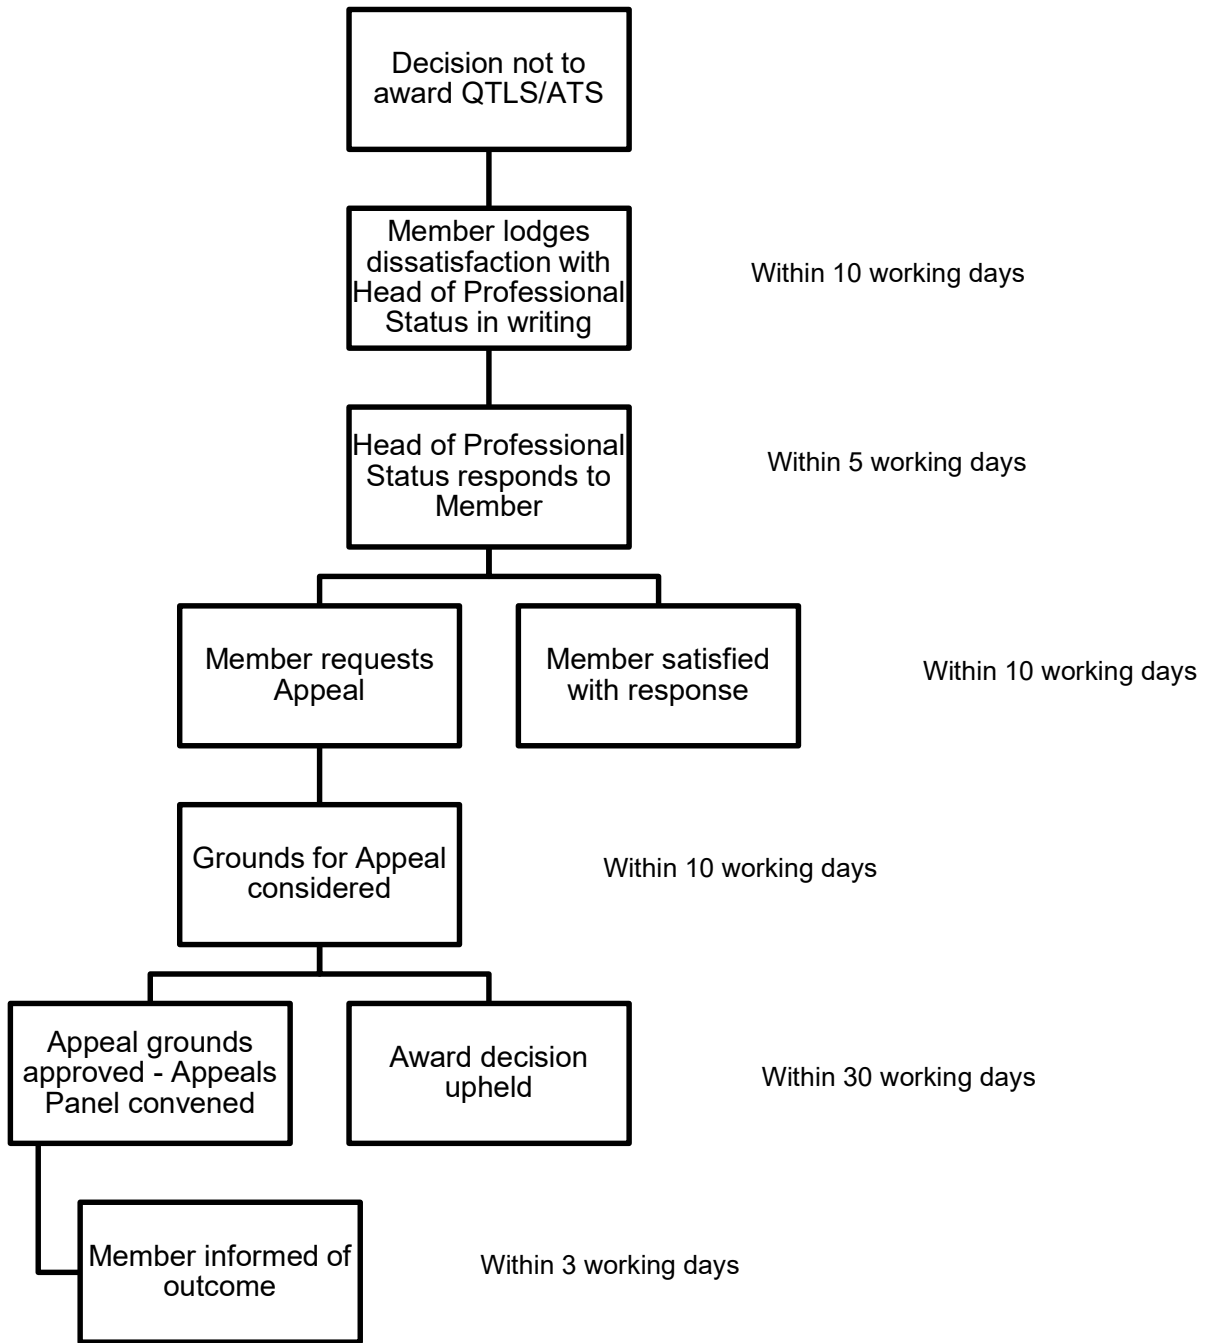 Decision not to
award QTLS/ATS
Member lodges
dissatisfaction with
Head of Professional
Status in writing
Within 10 working days
Head of Professional
Status responds to
Member
Within 5 working days
Member requests
Appeal
Member satisfied
with response
Within 10 working days
Grounds for Appeal
considered
Within 10 working days
Appeal grounds
approved - Appeals
Panel convened
Award decision
upheld
Within 30 working days
Member informed of
outcome
Within 3 working days